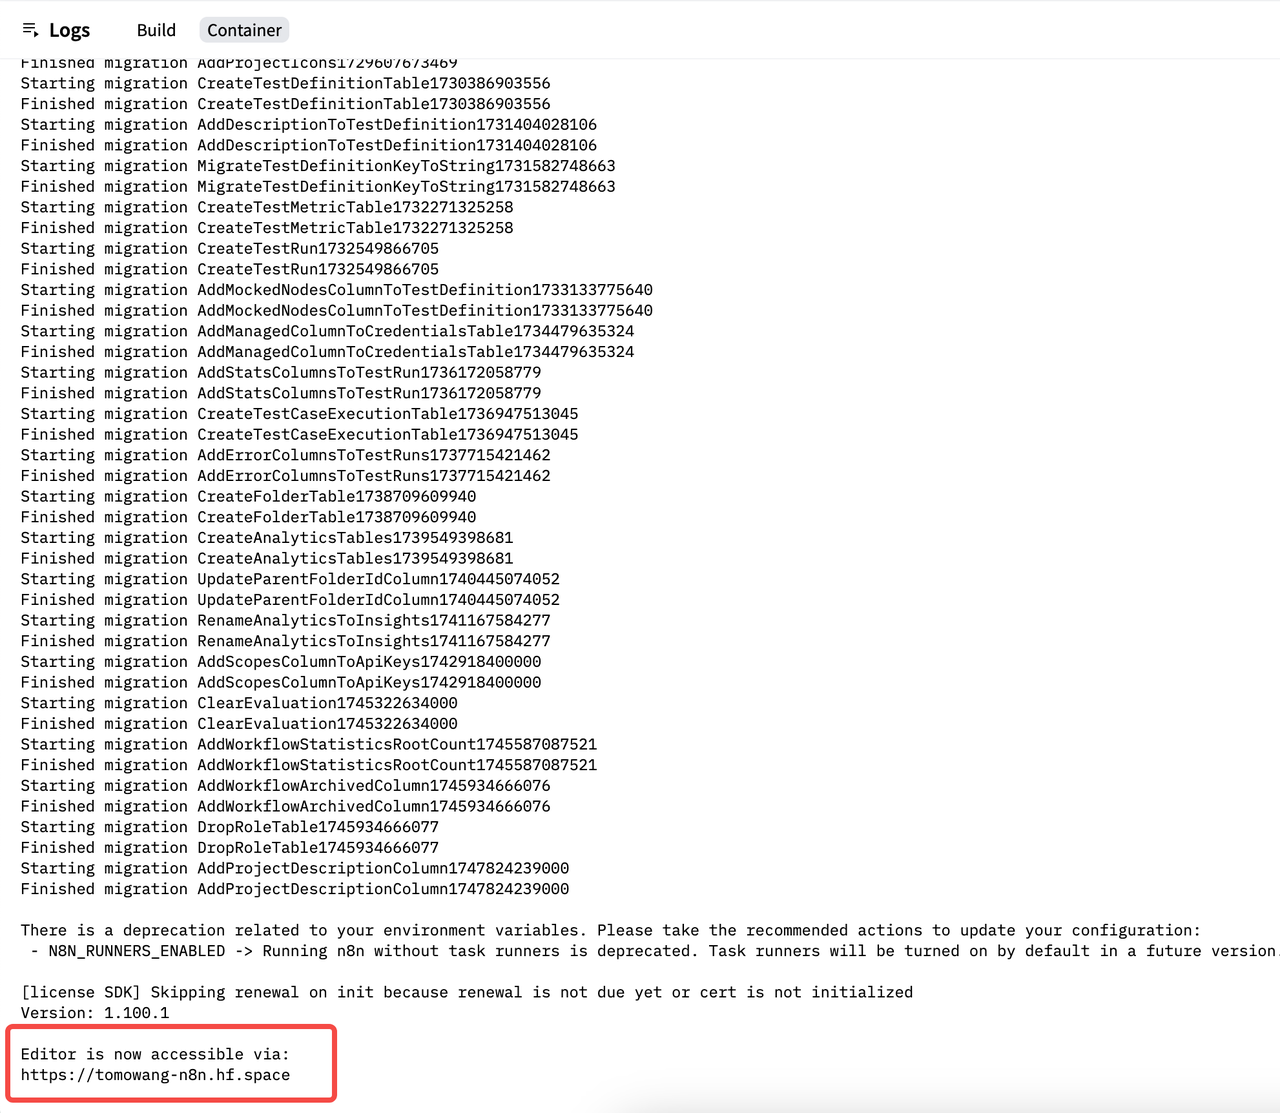 Logs Build Container
Finished migration AddProjectIcons1729607673469
Starting migration CreateTestDefinitionTable1730386903556
Finished migration CreateTestDefinitionTable1730386903556
Starting migration AddDescriptionToTestDefinition1731404028106
Finished migration AddDescriptionToTestDefinition1731404028106
Starting migration MigrateTestDefinitionKeyToString1731582748663
Finished migration MigrateTestDefinitionKeyToString1731582748663
Starting migration CreateTestMetricTable1732271325258
Finished migration CreateTestMetricTable1732271325258
Starting migration CreateTestRun1732549866705
Finished migration CreateTestRun1732549866705
Starting migration AddMockedNodesColumnToTestDefinition1733133775640
Finished migration AddMockedNodesColumnToTestDefinition1733133775640
Starting migration AddManagedColumnToCredentialsTable1734479635324
Finished migration AddManagedColumnToCredentialsTable1734479635324
Starting migration AddStatsColumnsToTestRun1736172058779
Finished migration AddStatsColumnsToTestRun1736172058779
Starting migration CreateTestCaseExecutionTable1736947513045
Finished migration CreateTestCaseExecutionTable1736947513045
Starting migration AddErrorColumnsToTestRuns1737715421462
Finished migration AddErrorColumnsToTestRuns1737715421462
Starting migration CreateFolderTable1738709609940
Finished migration CreateFolderTable1738709609940
Starting migration CreateAnalyticsTables1739549398681
Finished migration CreateAnalyticsTables1739549398681
Starting migration UpdateParentFolderIdColumn1740445074052
Finished migration UpdateParentFolderIdColumn1740445074052
Starting migration RenameAnalyticsToInsights1741167584277
Finished migration RenameAnalyticsToInsights1741167584277
Starting migration AddScopesColumnToApiKeys1742918400000
Finished migration AddScopesColumnToApiKeys1742918400000
Starting migration ClearEvaluation1745322634000
Finished migration ClearEvaluation1745322634000
Starting migration AddWorkflowStatisticsRootCount1745587087521
Finished migration AddWorkflowStatisticsRootCount1745587087521
Starting migration AddWorkflowArchivedColumn1745934666076
Finished migration AddWorkflowArchivedColumn1745934666076
Starting migration DropRoleTable1745934666077
Finished migration DropRoleTable1745934666077
Starting migration AddProjectDescriptionColumn1747824239000
Finished migration AddProjectDescriptionColumn1747824239000
There is a deprecation related to your environment variables. Please take the recommended actions to update your configuration:
- N8N_RUNNERS_ENABLED -> Running n8n without task runners is deprecated. Task runners will be turned on by default in a future version.
[license SDK] Skipping renewal on init because renewal is not due yet or cert is not initialized
Version: 1.100.1
Editor is now accessible via:
https://tomowang-n8n.hf.space